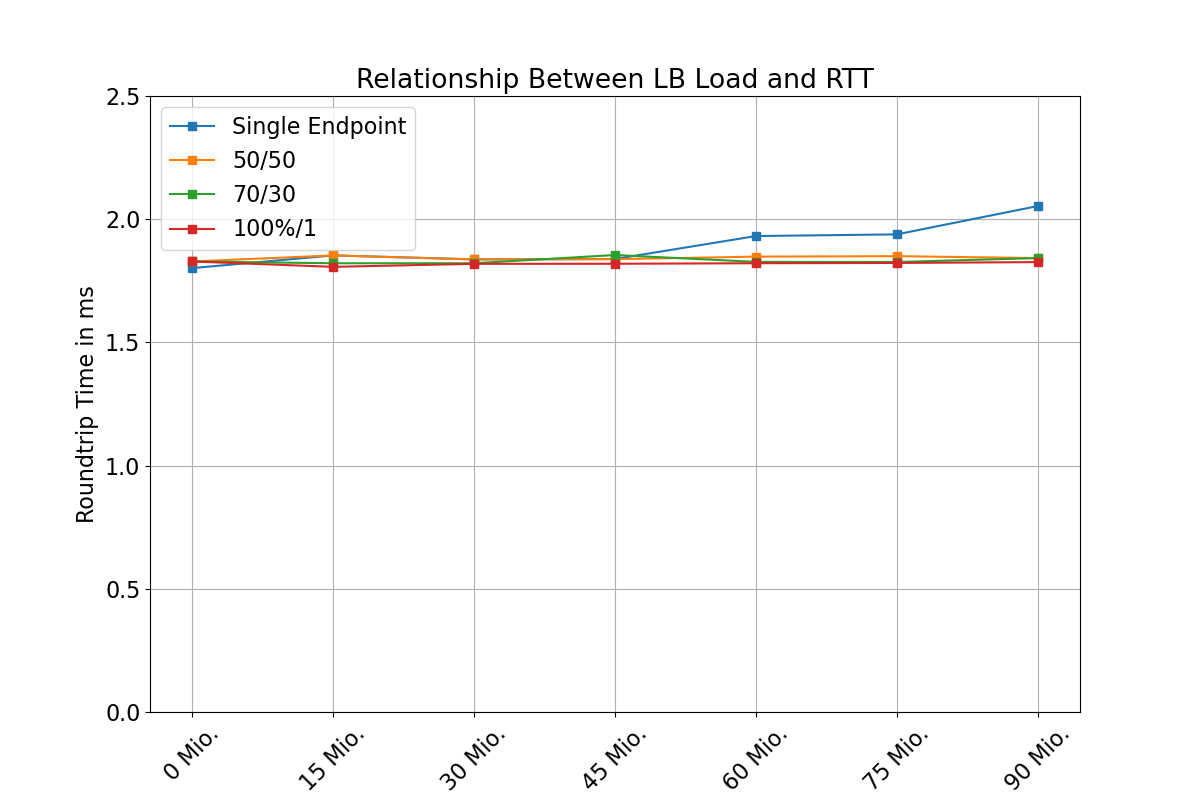 Relationship Between LB Load and RTT
2.5
2.0
1.5
1.0
0.5
0.0
Roundtrip Time in ms
Single Endpoint
50/50
70/30
100%/1
0 Mio.
15 Mio.
30 Mio.
45 Mio.
60 Mio.
75 Mio.
90 Mio.